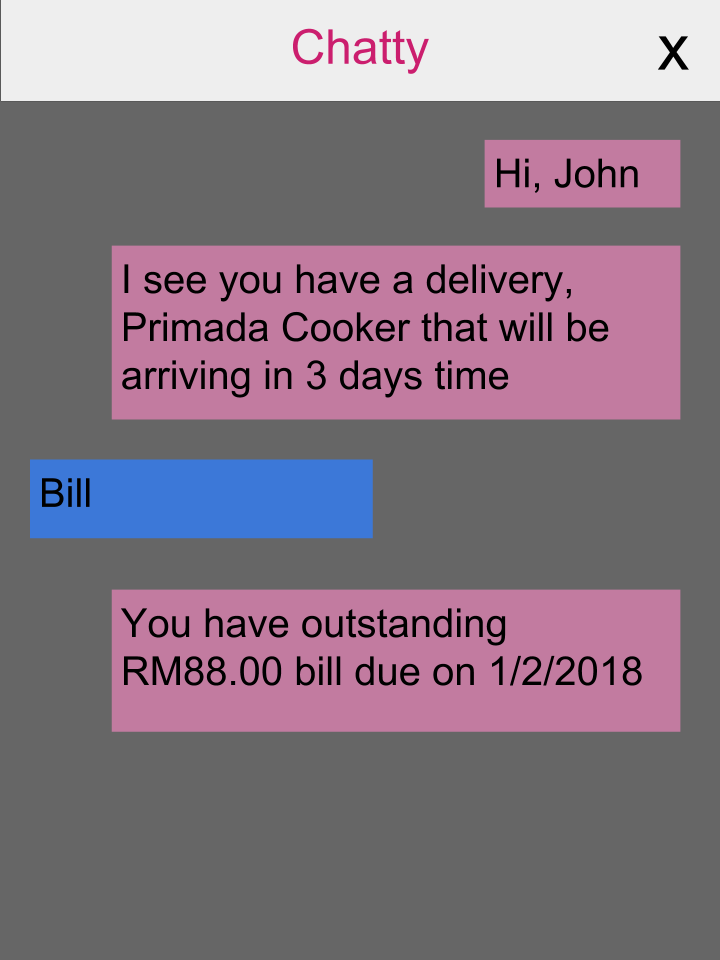 Chatty
X
Hi, John
I see you have a delivery,
Primada Cooker that will be
arriving in 3 days time
Bill
You have outstanding
RM88.00 bill due on 1/2/2018